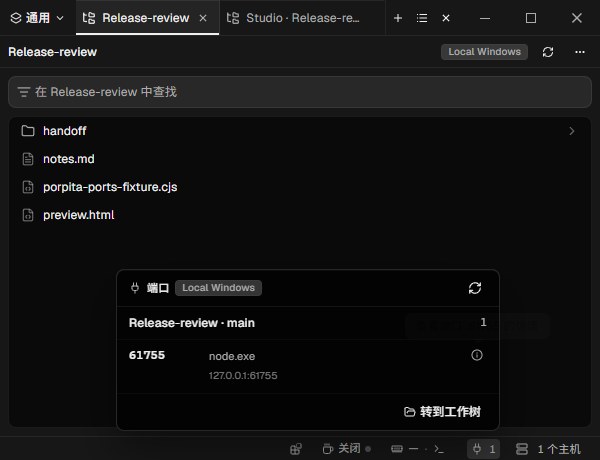 通用 Release-review Studio · Release-re...
Release-review Local Windows
在 Release-review 中查找
handoff
notes.md
porpita-ports-fixture.cjs
preview.html
端口 Local Windows
Release-review · main 1
61755 node.exe
127.0.0.1:61755
转到工作树
关闭 — · 1 1 个主机